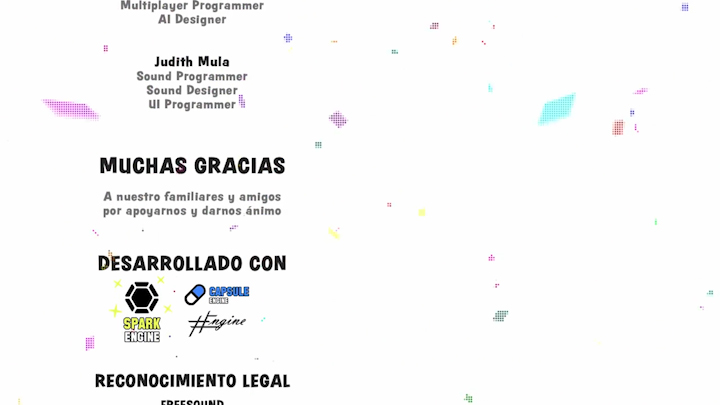 Multiplayer Programmer
AI Designer
Judith Mula
Sound Programmer
Sound Designer
UI Programmer
MUCHAS GRACIAS
A nuestro familiares y amigos
por apoyarnos y darnos ánimo
DESARROLLADO CON
SPARK
ENGINE
CAPSULE
ENGINE
#Engine
RECONOCIMIENTO LEGAL
FREESOUND